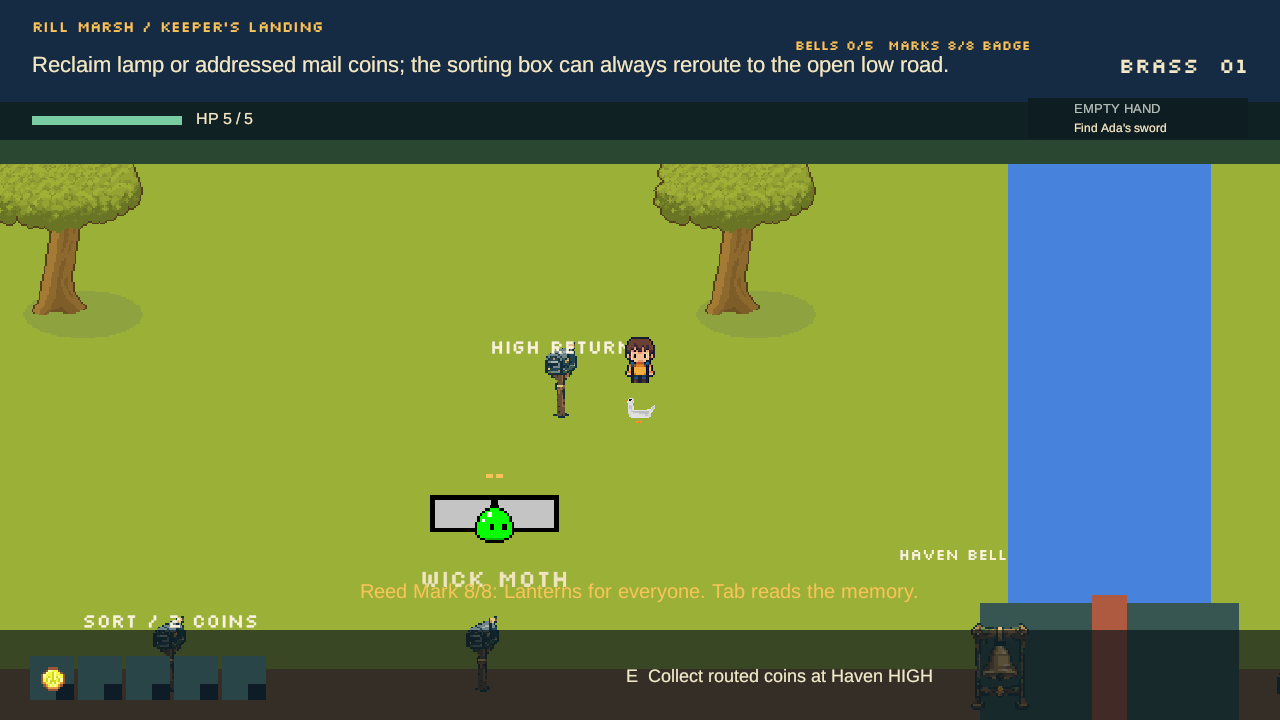 RILL MARSH / KEEPER'S LANDING
BELLS 0/5 MARKS 8/8 BADGE
Reclaim lamp or addressed mail coins; the sorting box can always reroute to the open low road.
BRASS 01
HP 5 / 5
EMPTY HAND
Find Ada's sword
HIGH RETURN
--
HAVEN BELL
WICK MOTH
Reed Mark 8/8: Lanterns for everyone. Tab reads the memory.
SORT / 2 COINS
E Collect routed coins at Haven HIGH